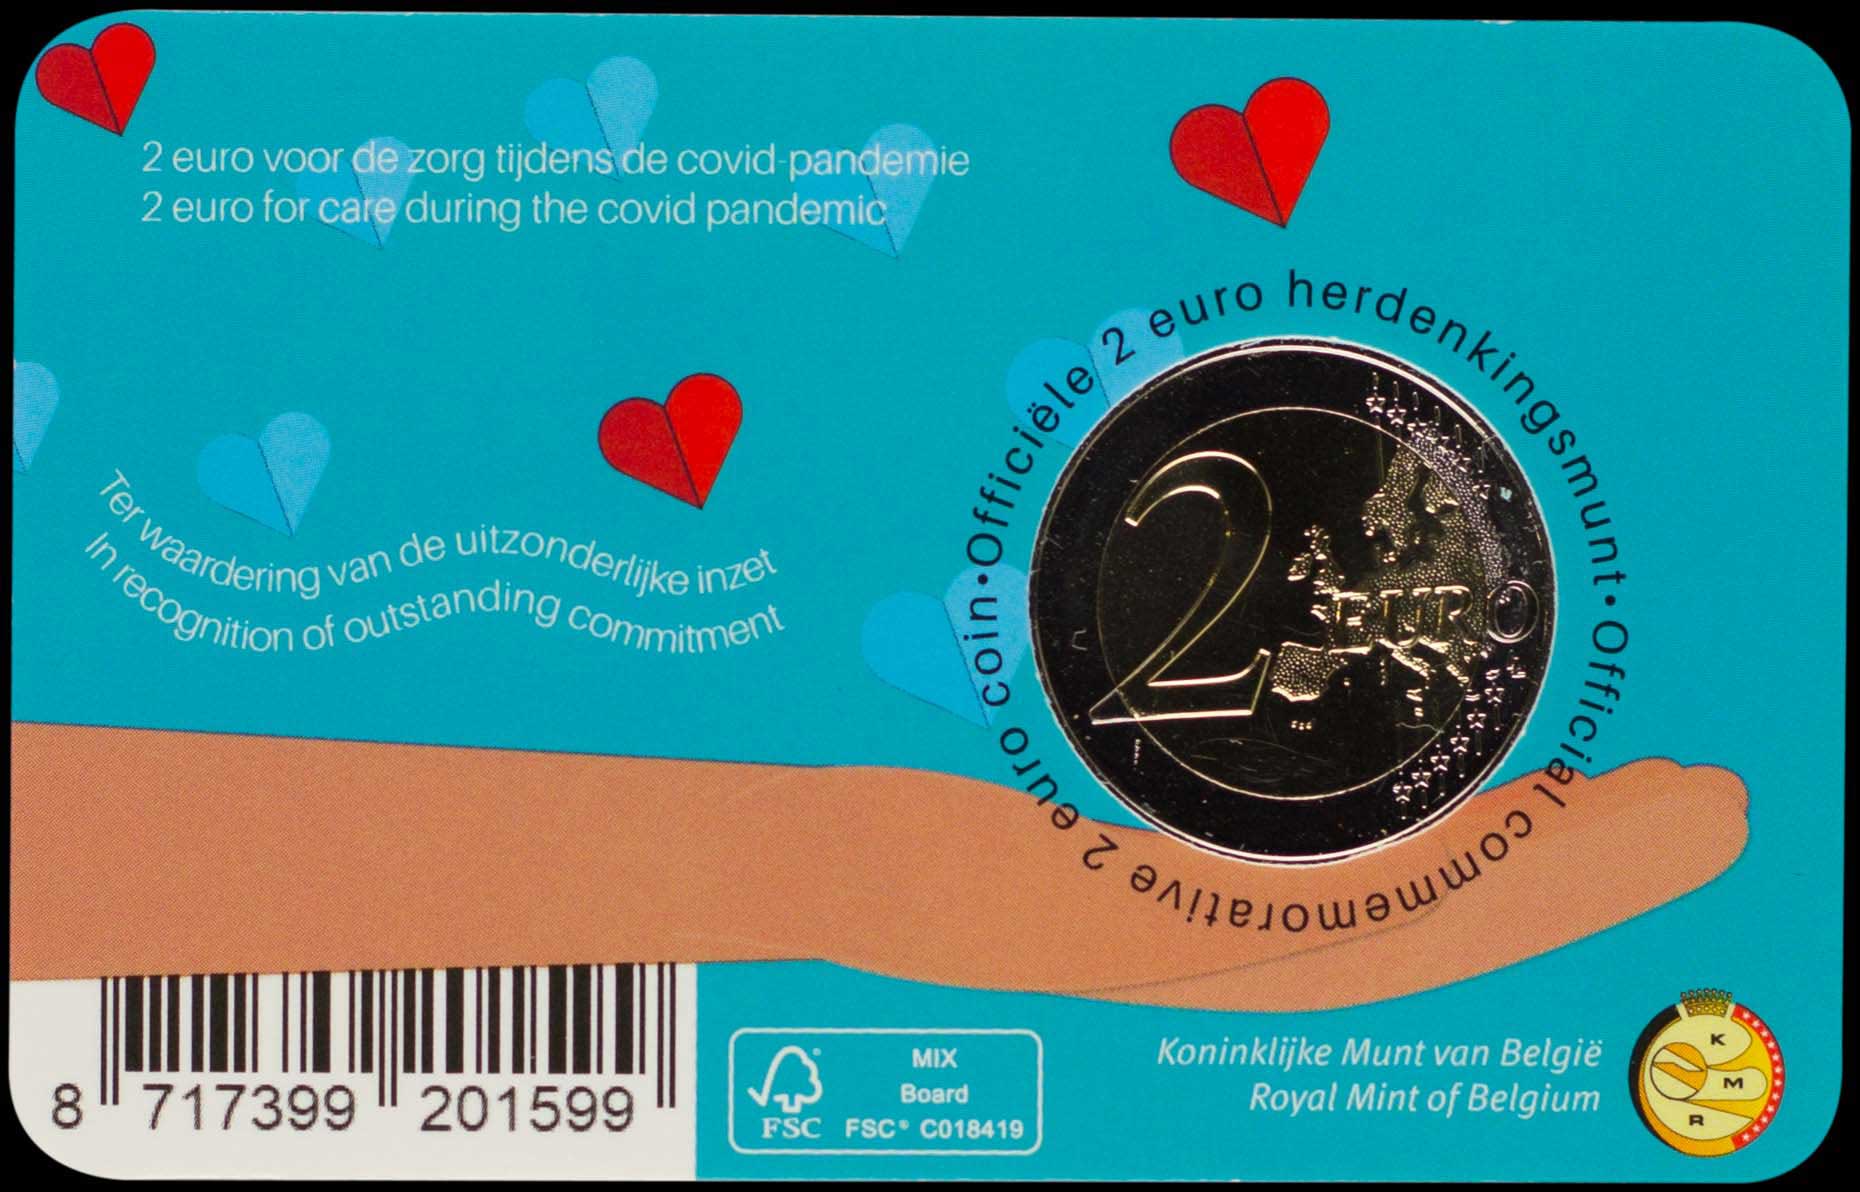 2 euro voor de zorg tijdens de covid-pandemie
2 euro for care during the covid pandemic
Officiële 2 euro herdenkingsmunt • Official commemorative 2 euro coin •
2 EURO
Ter waardering van de uitzonderlijke inzet
In recognition of outstanding commitment
8 717399 201599
FSC
MIX
Board
FSC® C018419
Koninklijke Munt van België
Royal Mint of Belgium
K
M
R